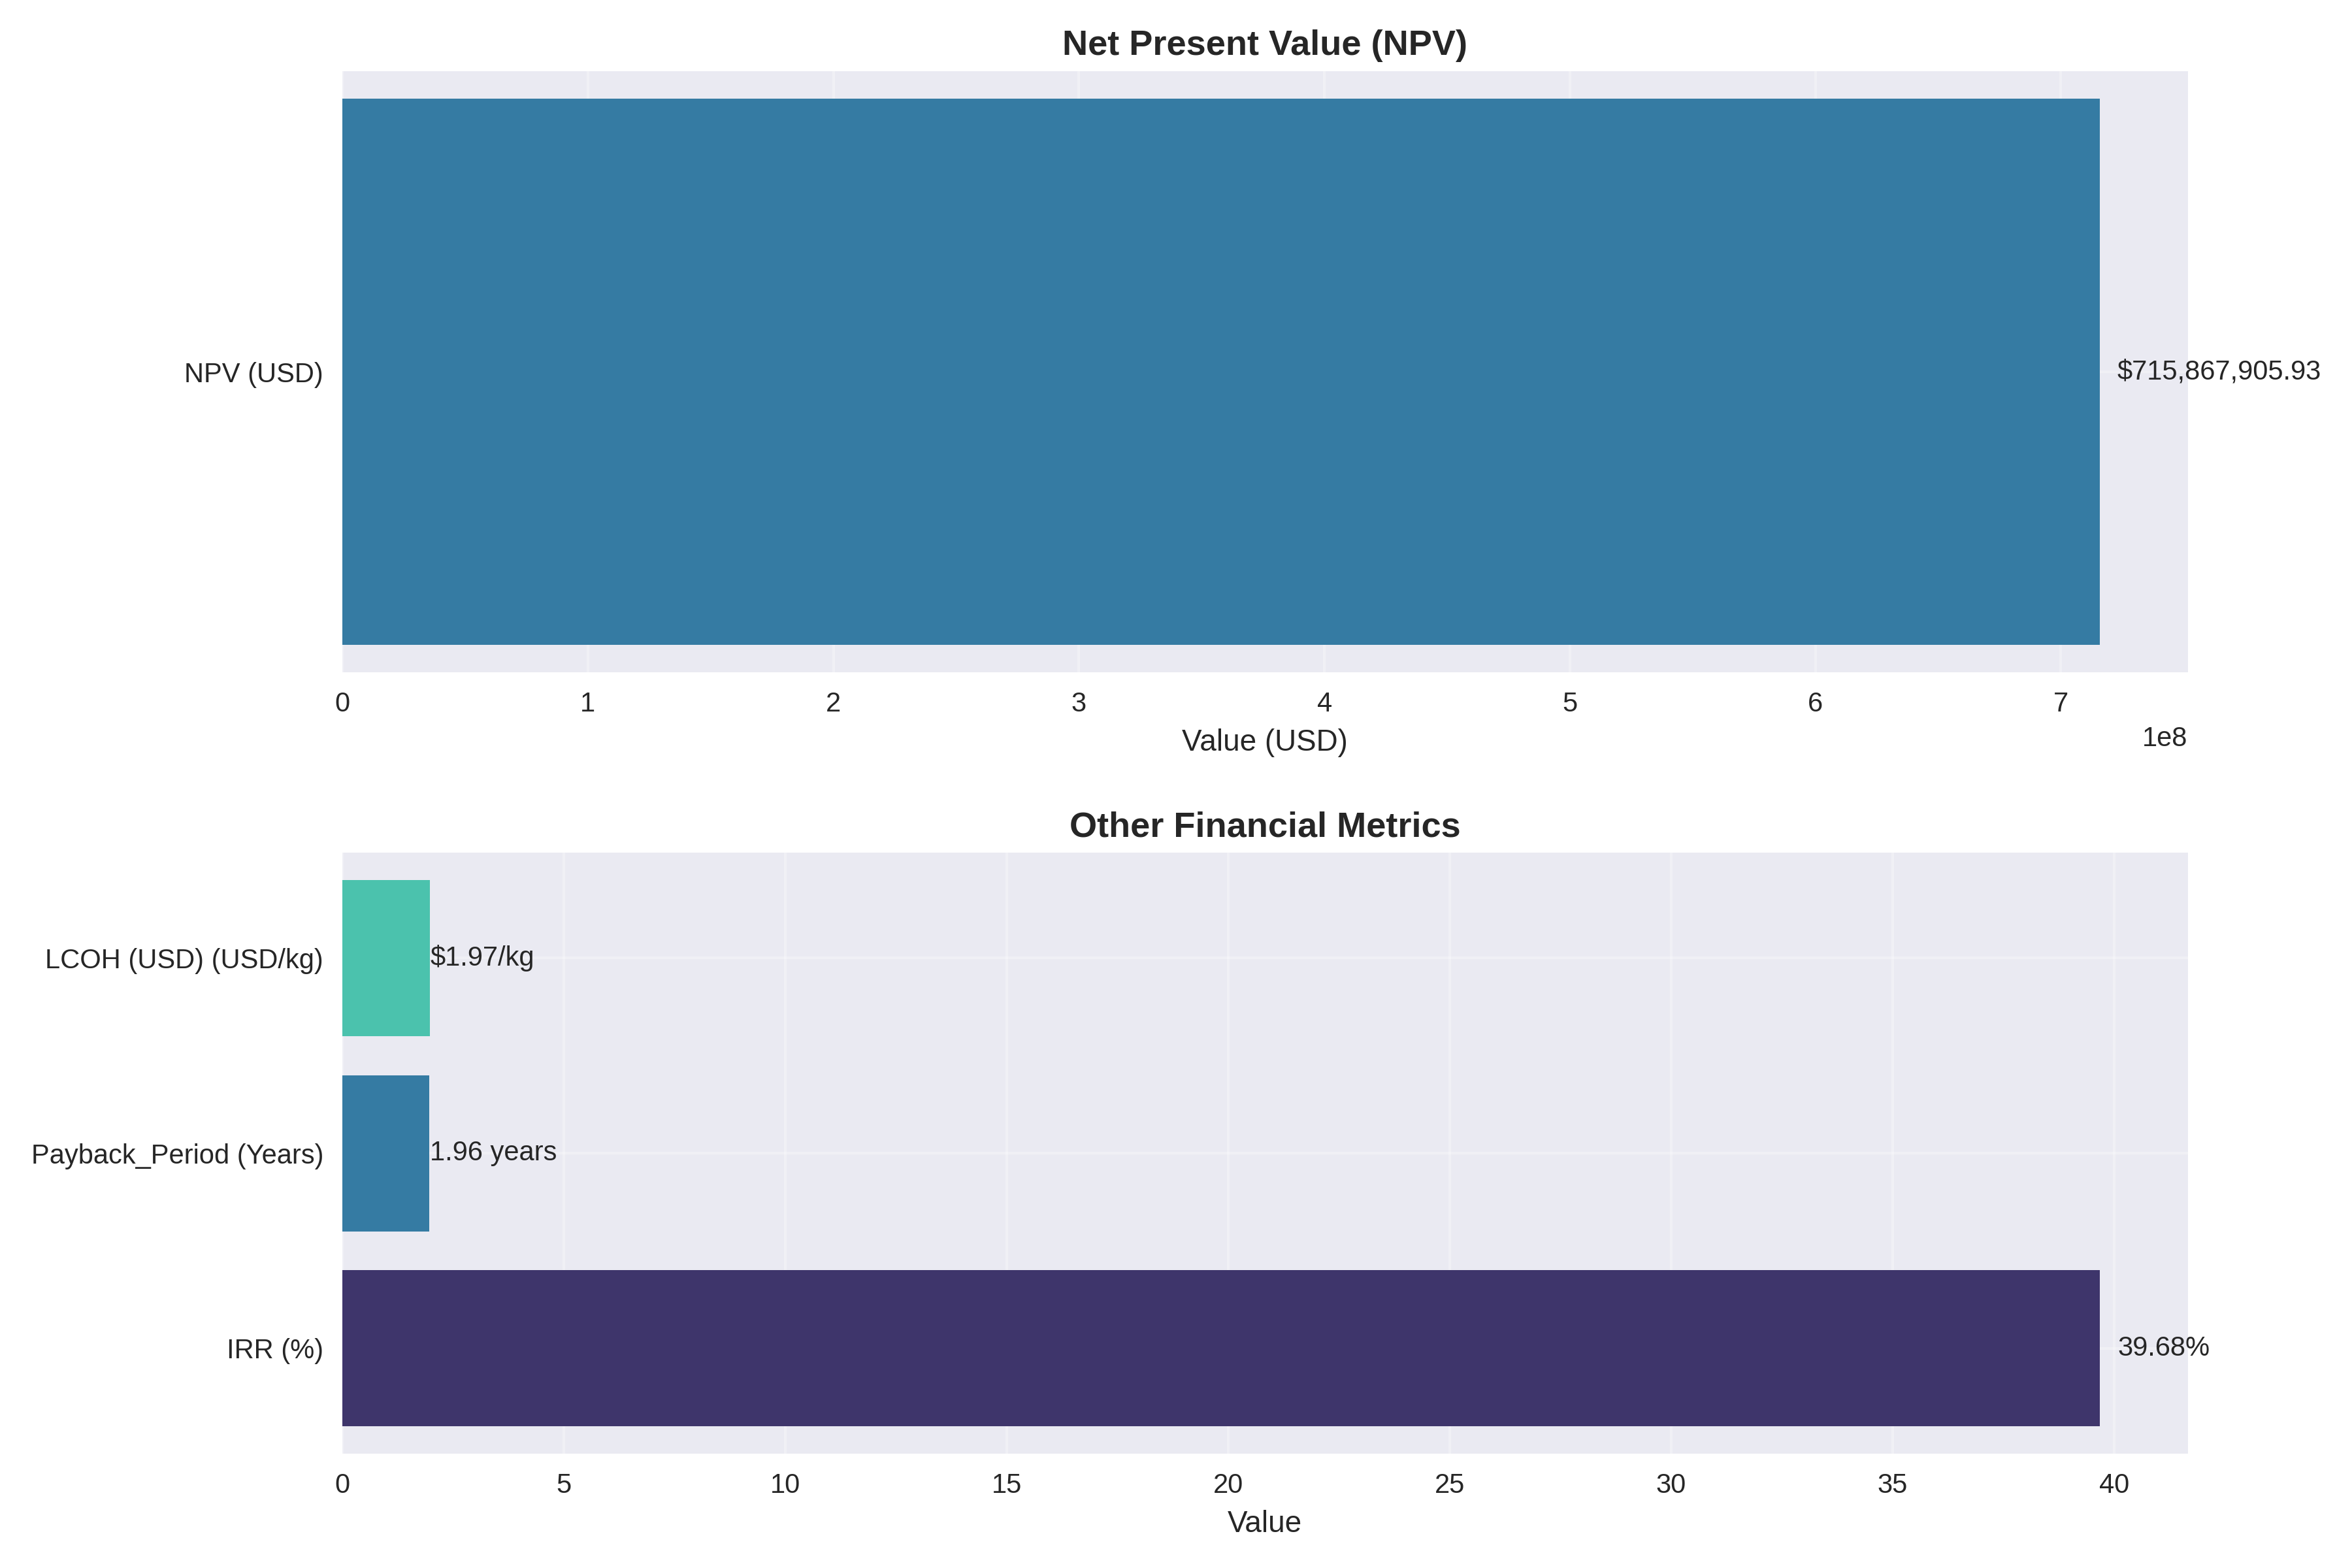 Net Present Value (NPV)
NPV (USD)
$715,867,905.93
0 1 2 3 4 5 6 7
1e8
Value (USD)
Other Financial Metrics
LCOH (USD) (USD/kg)
$1.97/kg
Payback_Period (Years)
1.96 years
IRR (%)
39.68%
0 5 10 15 20 25 30 35 40
Value